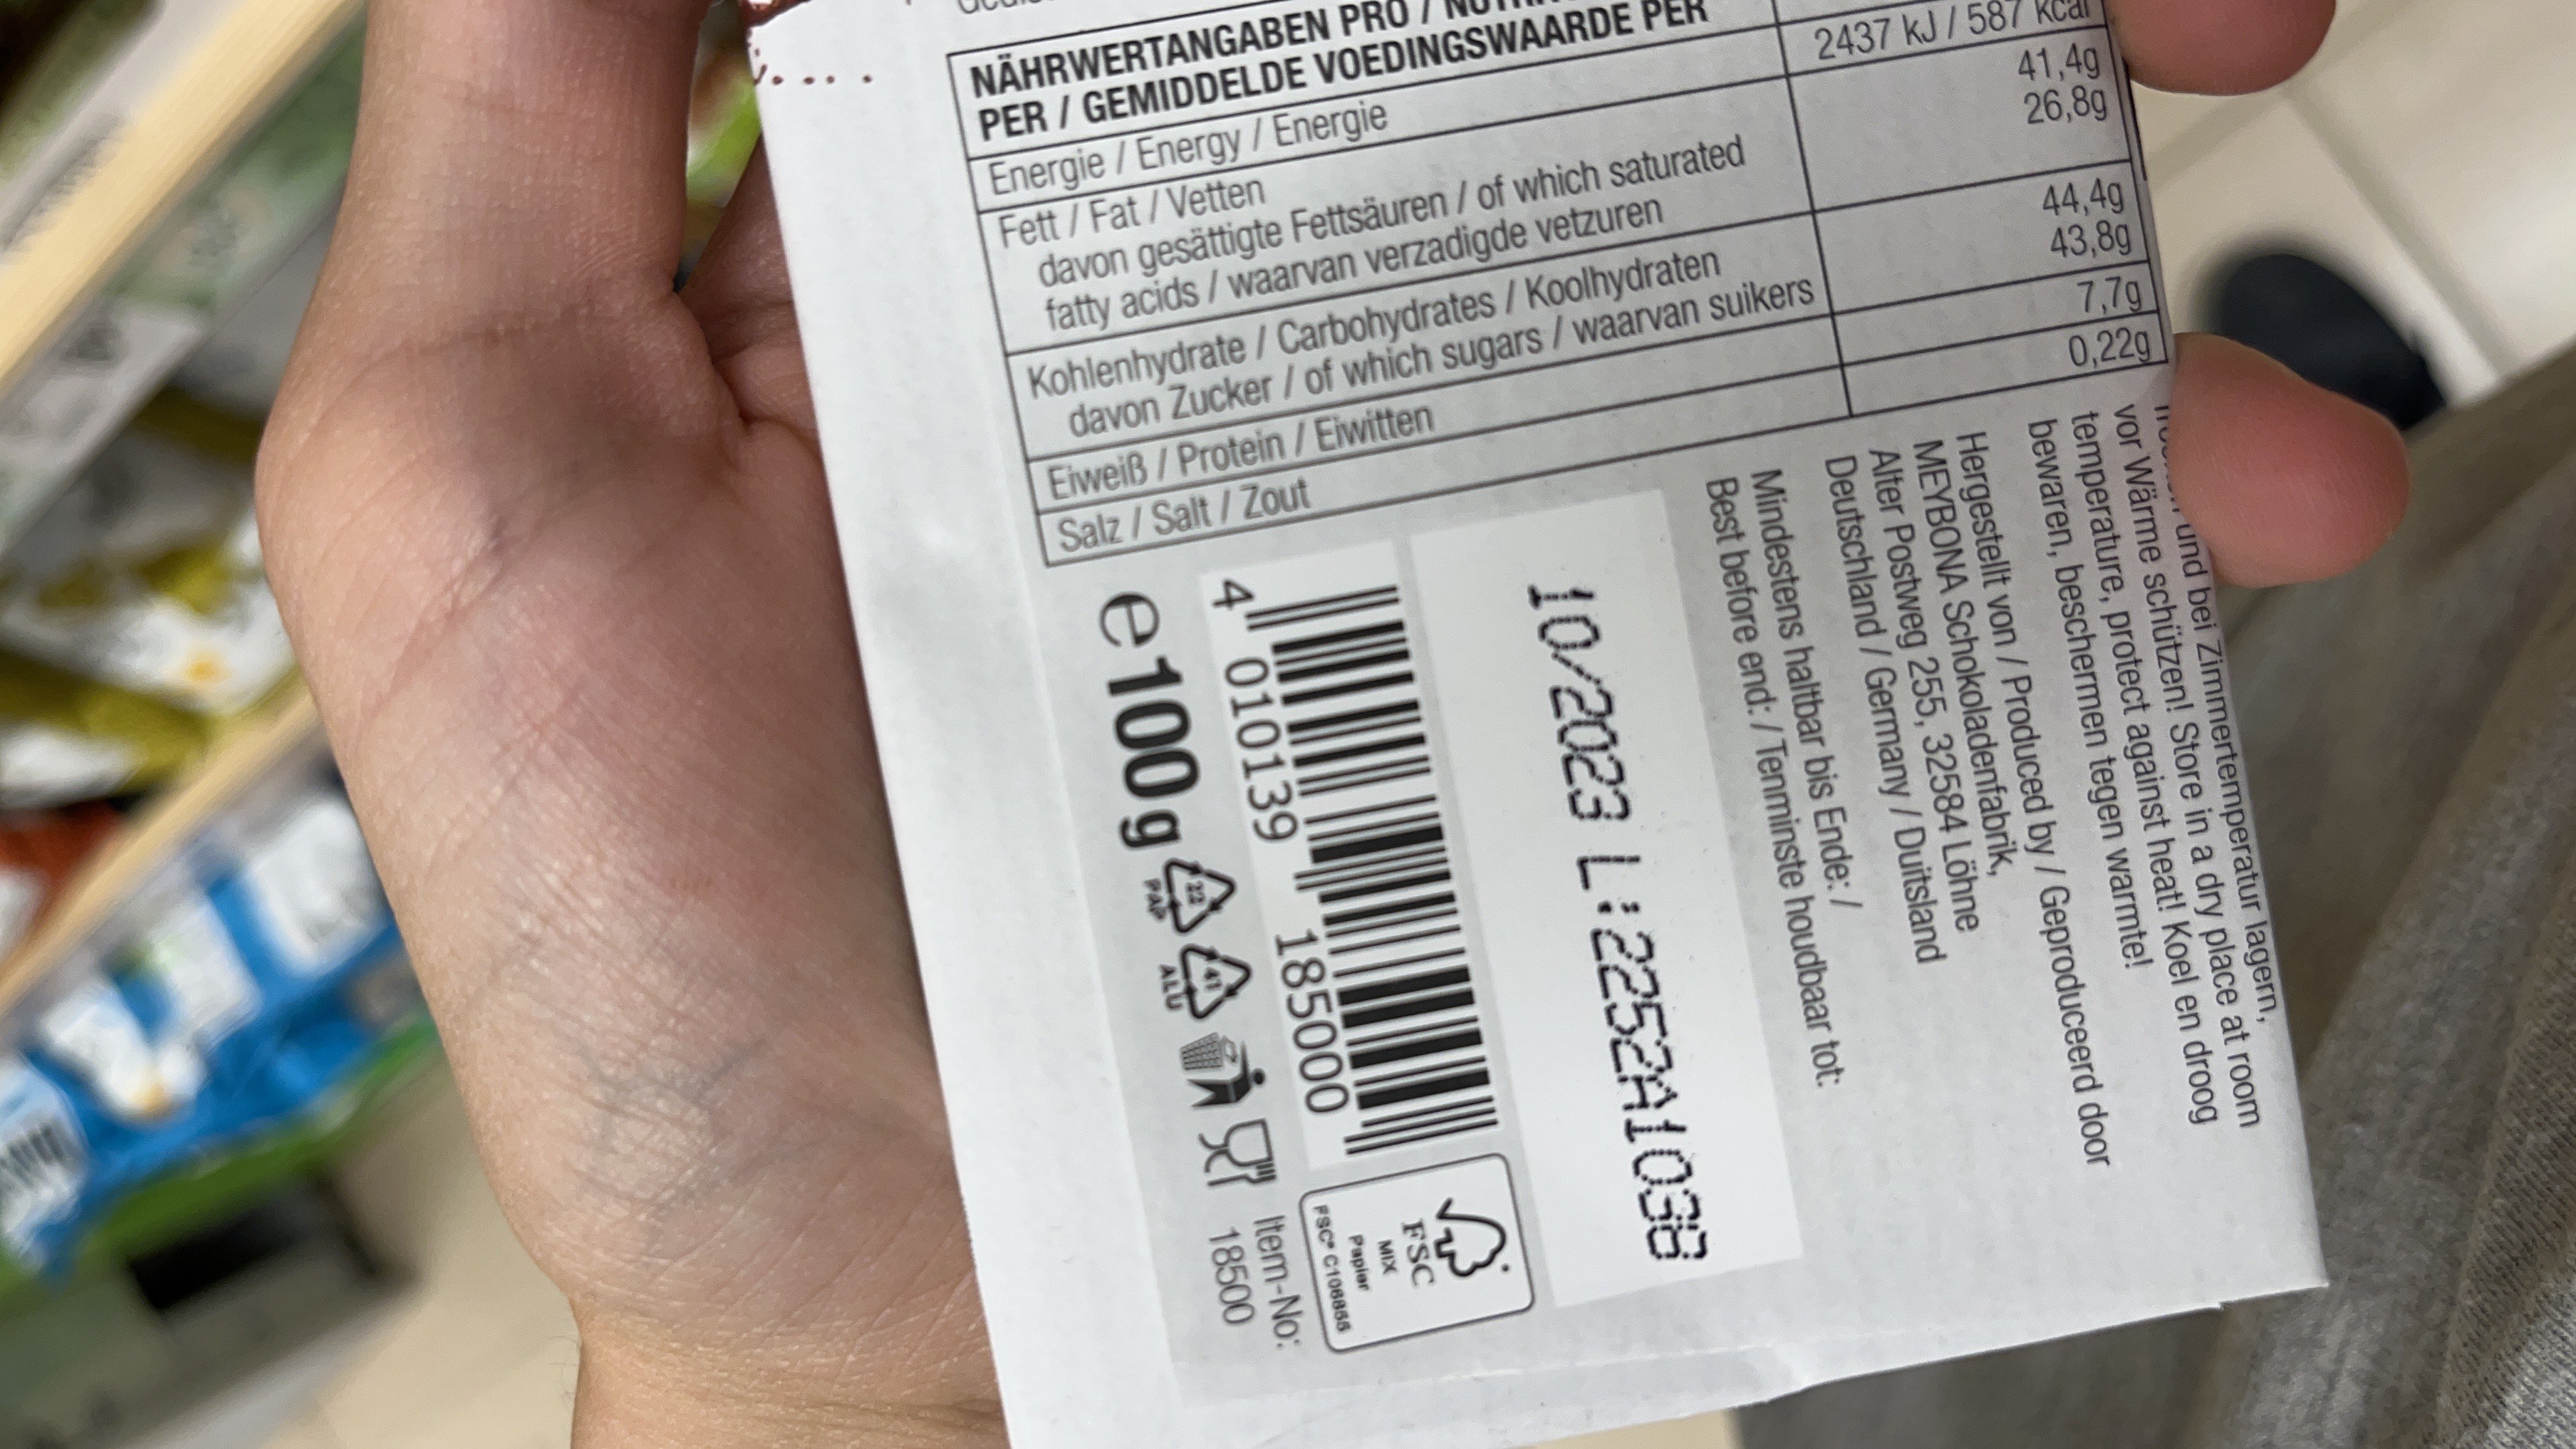 NÄHRWERTANGABEN PRO /
PER / GEMIDDELDE VOEDINGSWAARDE PER
Energie / Energy / Energie 2437 kJ / 587 kcal
Fett / Fat / Vetten 41,4g
davon gesättigte Fettsäuren / of which saturated 26,8g
fatty acids / waarvan verzadigde vetzuren
Kohlenhydrate / Carbohydrates / Koolhydraten 44,4g
davon Zucker / of which sugars / waarvan suikers 43,8g
Eiweiß / Protein / Eiwitten 7,7g
Salz / Salt / Zout 0,22g
und bei Zimmertemperatur lagern,
vor Wärme schützen! Store in a dry place at room
temperature, protect against heat! Koel en droog
bewaren, beschermen tegen warmte!
Hergestellt von / Produced by / Geproduceerd door
MEYBONA Schokoladenfabrik,
Alter Postweg 255, 32584 Löhne
Deutschland / Germany / Duitsland
Mindestens haltbar bis Ende: /
Best before end: / Tenminste houdbaar tot:
10/2023 L:2252A1038
4 010139 185000
e 100 g
22
PAP
41
ALU
FSC
MIX
Papier
FSC® C106855
Item-No:
18500